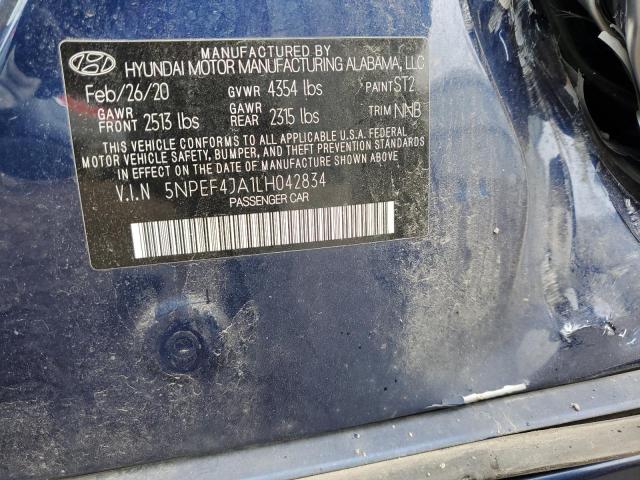 MANUFACTURED BY
HYUNDAI MOTOR MANUFACTURING ALABAMA, LLC
Feb/26/20 GVWR 4354 lbs PAINT ST2
GAWR FRONT 2513 lbs GAWR REAR 2315 lbs TRIM NNB
THIS VEHICLE CONFORMS TO ALL APPLICABLE U.S.A. FEDERAL
MOTOR VEHICLE SAFETY, BUMPER, AND THEFT PREVENTION STANDARDS
IN EFFECT ON THE DATE OF MANUFACTURE SHOWN ABOVE.
V.I.N 5NPEF4JA1LH042834
PASSENGER CAR